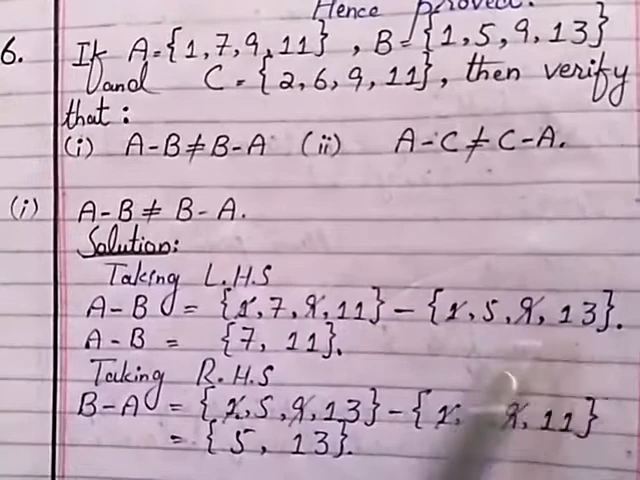 Hence proved.
6. If A={1,7,9,11} , B={1,5,9,13}
and C={2,6,9,11}, then verify
that :
(i) A-B≠B-A (ii) A-C≠C-A.
(i) A-B≠ B-A.
Solution:
Taking L.H.S
A-B = {1,7,9,11} - {1,5,9,13}.
A-B = {7, 11}.
Taking R.H.S
B-A = {1,5,9,13} - {1, 9,11}
= {5, 13}.